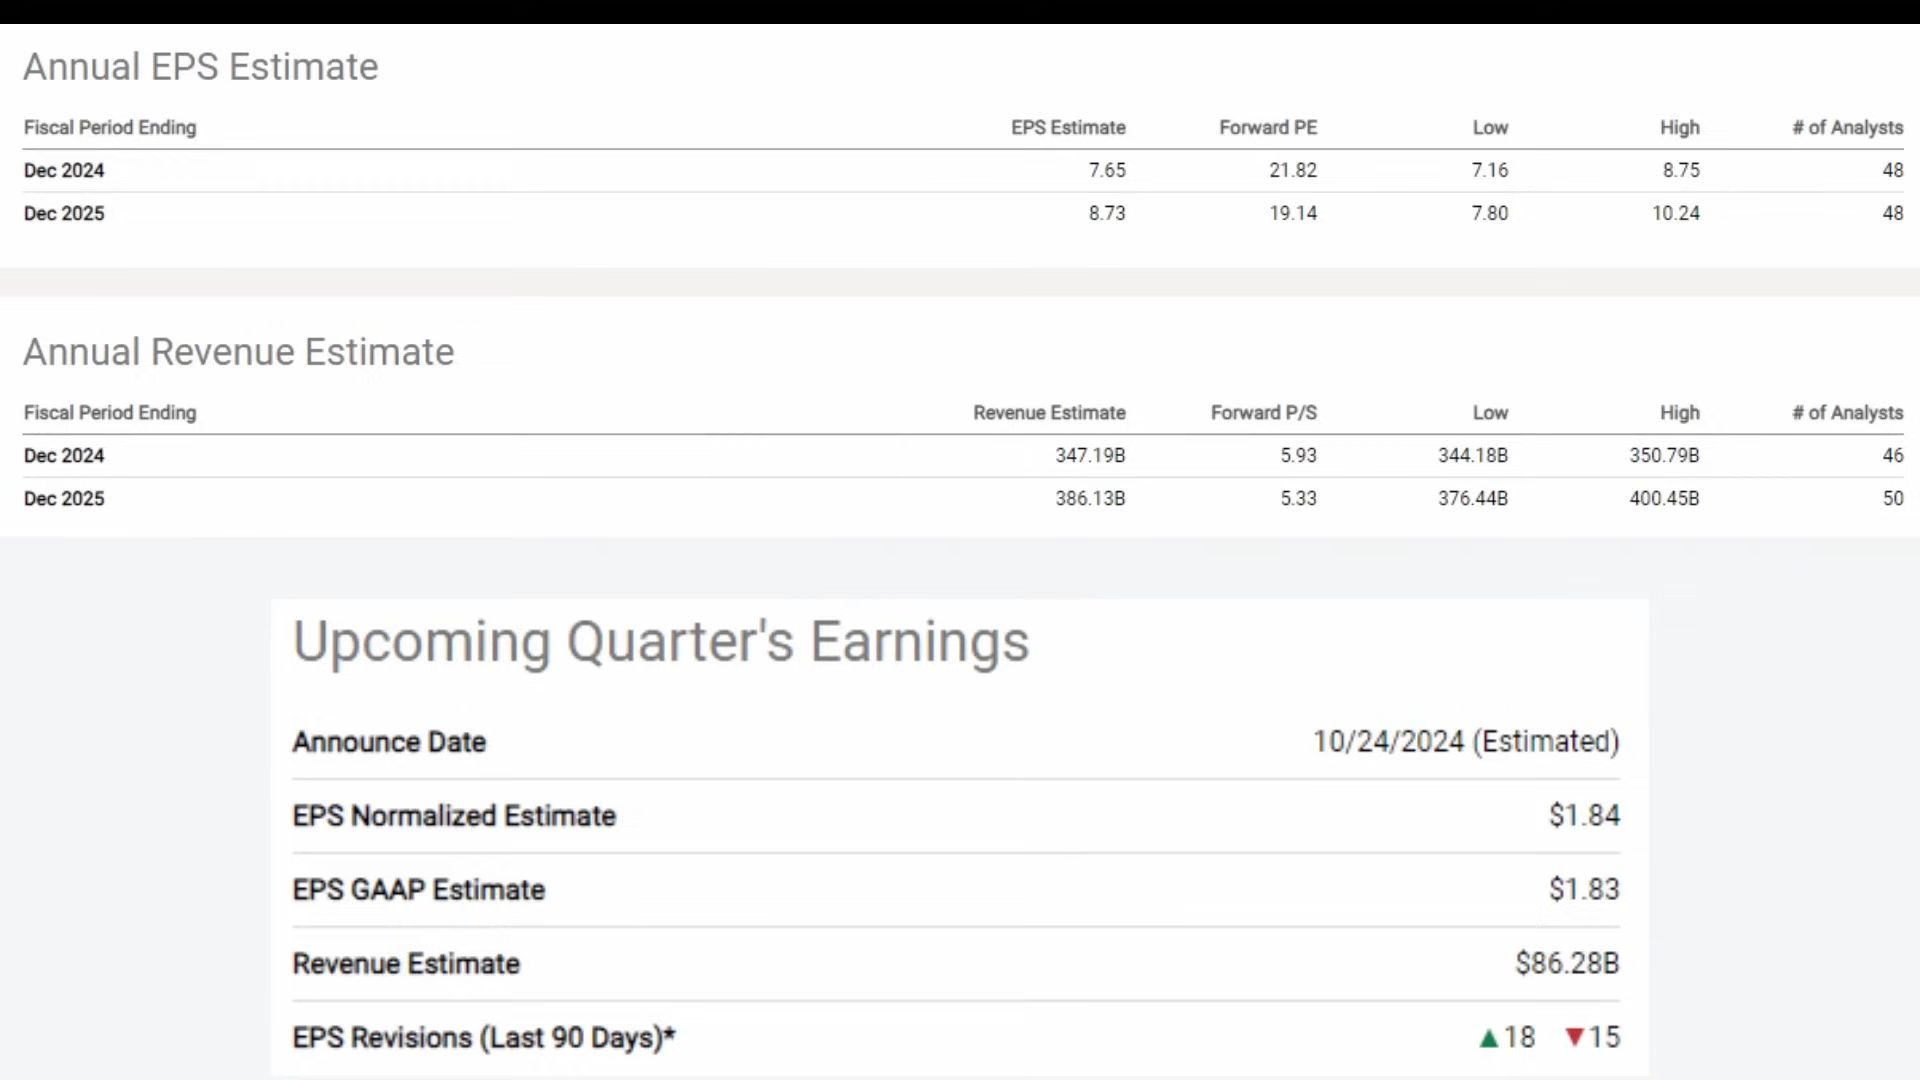 Annual EPS Estimate
Fiscal Period Ending EPS Estimate Forward PE Low High # of Analysts
Dec 2024 7.65 21.82 7.16 8.75 48
Dec 2025 8.73 19.14 7.80 10.24 48
Annual Revenue Estimate
Fiscal Period Ending Revenue Estimate Forward P/S Low High # of Analysts
Dec 2024 347.19B 5.93 344.18B 350.79B 46
Dec 2025 386.13B 5.33 376.44B 400.45B 50
Upcoming Quarter's Earnings
Announce Date 10/24/2024 (Estimated)
EPS Normalized Estimate $1.84
EPS GAAP Estimate $1.83
Revenue Estimate $86.28B
EPS Revisions (Last 90 Days)* ▲18 ▼15